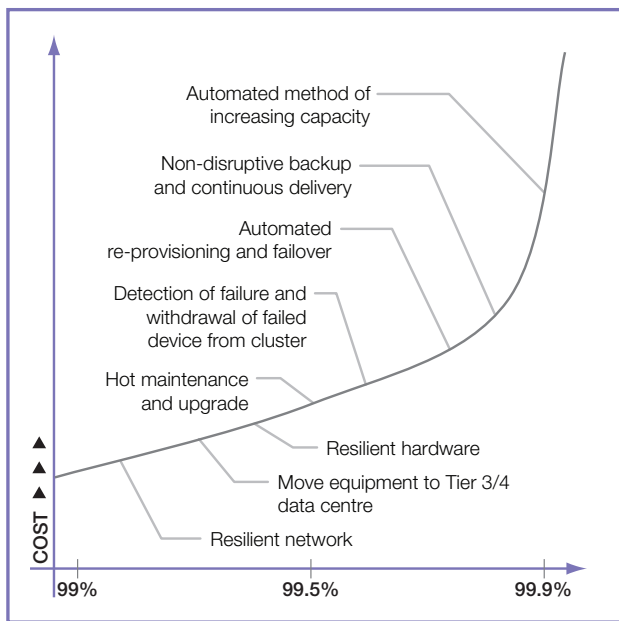 Automated method of
increasing capacity
Non-disruptive backup
and continuous delivery
Automated
re-provisioning and failover
Detection of failure and
withdrawal of failed
device from cluster
Hot maintenance
and upgrade
Resilient hardware
Move equipment to Tier 3/4
data centre
Resilient network
COST
99%
99.5%
99.9%